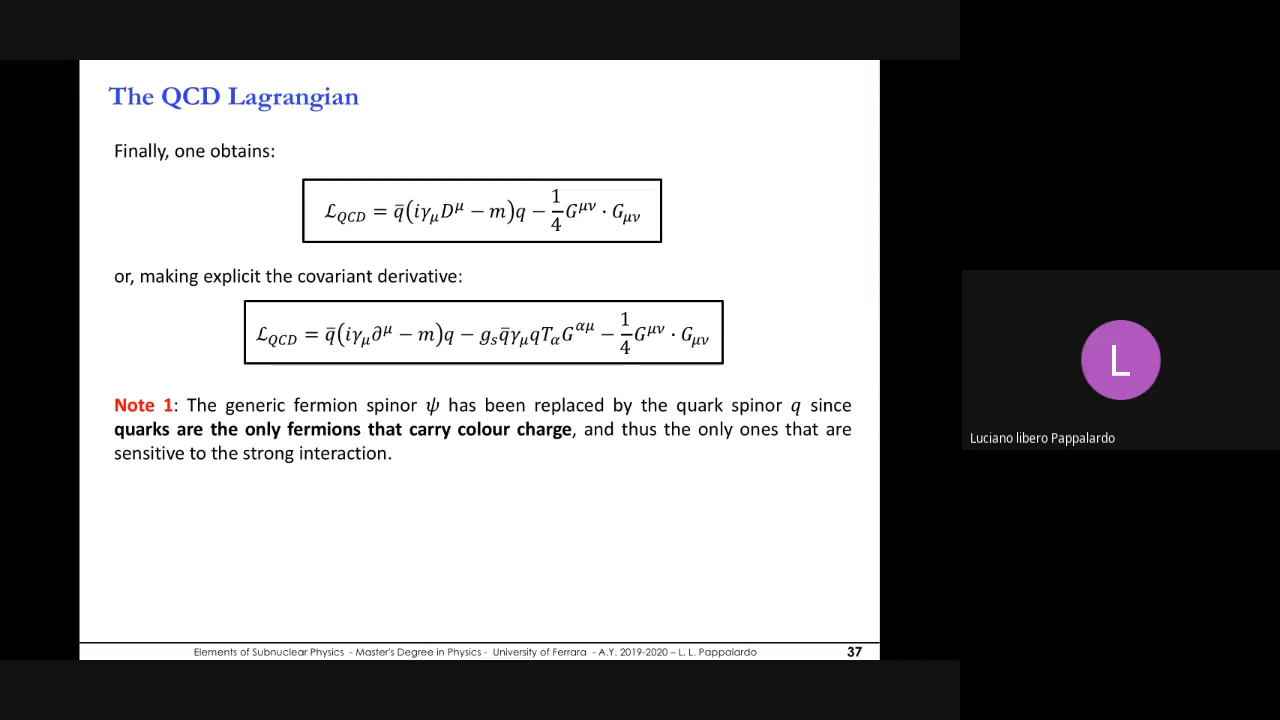 The QCD Lagrangian
Finally, one obtains:
ℒ_QCD = q̄(iγ_μ D^μ − m)q − 1/4 G^μν · G_μν
or, making explicit the covariant derivative:
ℒ_QCD = q̄(iγ_μ ∂^μ − m)q − g_s q̄γ_μ qT_α G^αμ − 1/4 G^μν · G_μν
Note 1: The generic fermion spinor ψ has been replaced by the quark spinor q since
quarks are the only fermions that carry colour charge, and thus the only ones that are
sensitive to the strong interaction.
Elements of Subnuclear Physics - Master's Degree in Physics - University of Ferrara - A.Y. 2019-2020 – L. L. Pappalardo
37
L
Luciano libero Pappalardo